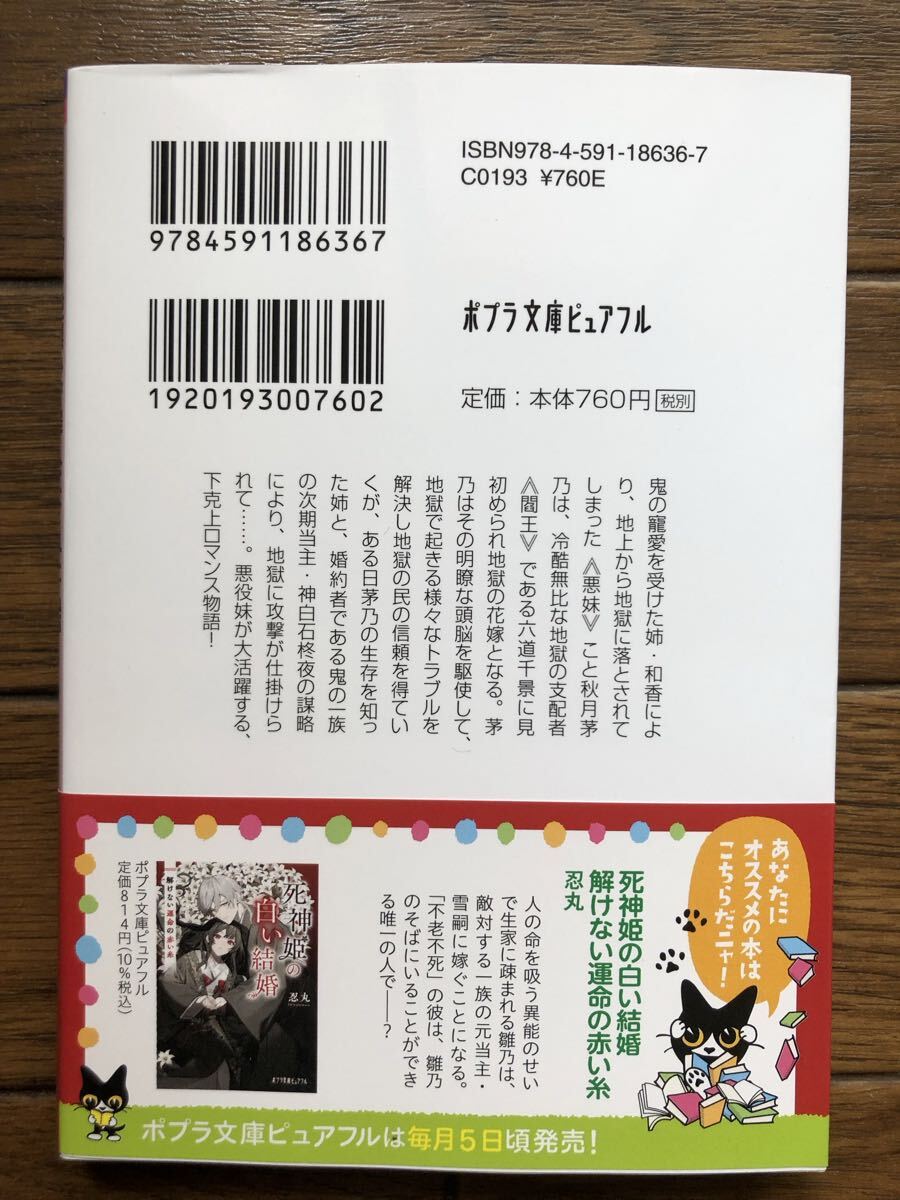 9784591186367
ISBN978-4-591-18636-7
C0193 ¥760E
1920193007602
ポプラ文庫ピュアフル
定価：本体760円 税別
鬼の寵愛を受けた姉・和香によ
り、地上から地獄に落とされて
しまった《悪妹》こと秋月茅
乃は、冷酷無比な地獄の支配者
《閻王》である六道千景に見
初められ地獄の花嫁となる。茅
乃はその明瞭な頭脳を駆使して、
地獄で起きる様々なトラブルを
解決し地獄の民の信頼を得てい
くが、ある日茅乃の生存を知っ
た姉と、婚約者である鬼の一族
の次期当主・神白石柊夜の謀略
により、地獄に攻撃が仕掛けら
れて……。悪役妹が大活躍する、
下克上ロマンス物語！
あなたに
オススメの本は
こちらだニャ！
死神姫の白い結婚
解けない運命の赤い糸
忍丸
人の命を吸う異能のせい
で生家に疎まれる雛乃は、
敵対する一族の元当主・
雪嗣に嫁ぐことになる。
「不老不死」の彼は、雛乃
のそばにいることができ
る唯一の人で――？
死神姫の
白い結婚
解けない運命の赤い糸
忍丸
ポプラ文庫ピュアフル
ポプラ文庫ピュアフル
定価814円(10%税込)
ポプラ文庫ピュアフルは毎月5日頃発売！